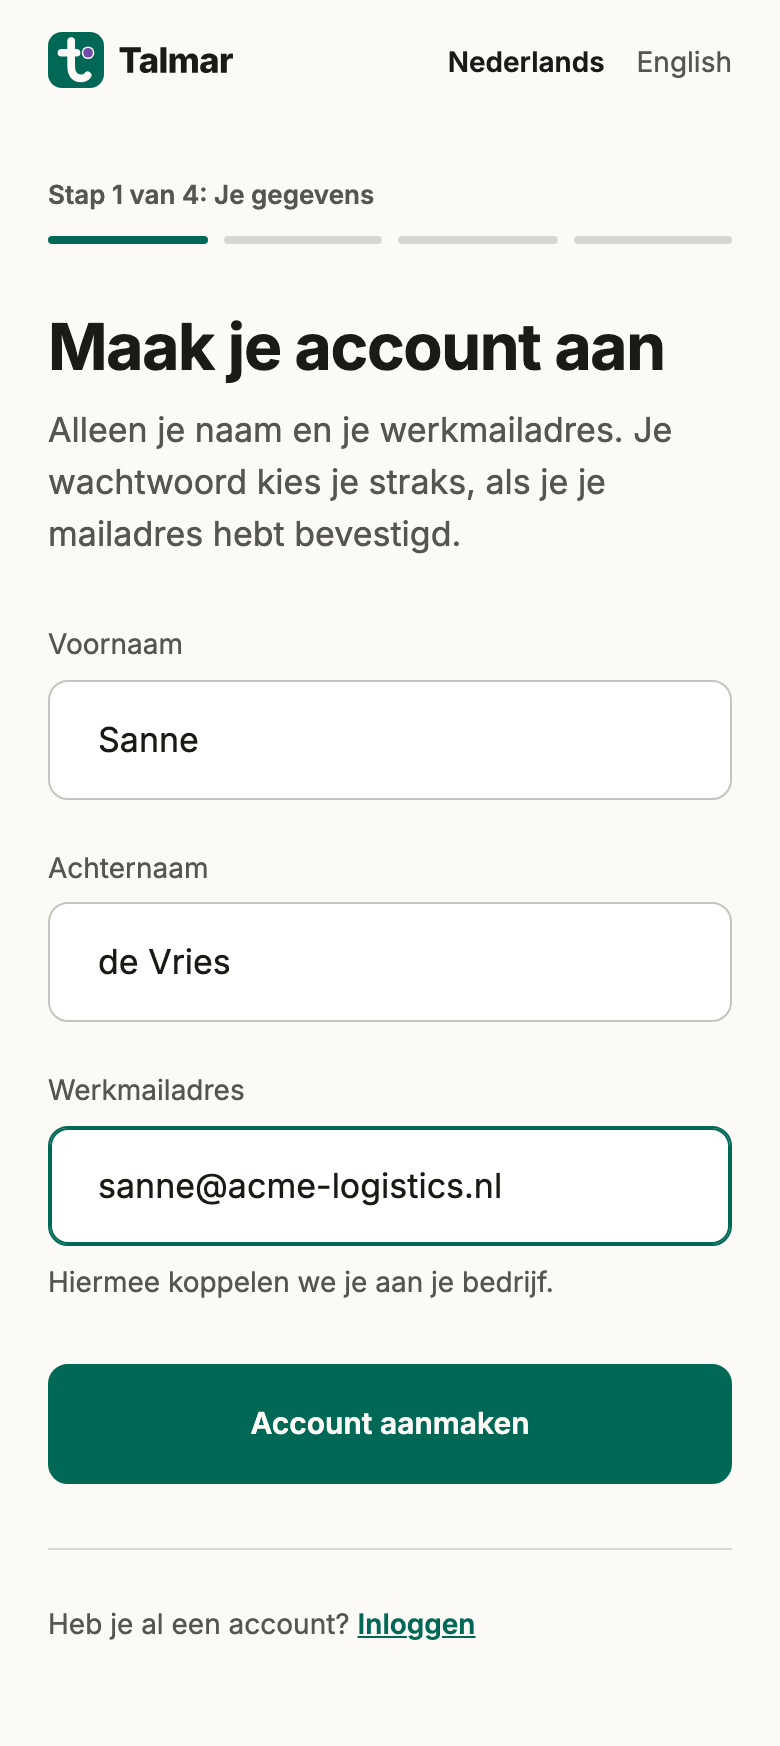 Talmar
Nederlands English
Stap 1 van 4: Je gegevens
Maak je account aan
Alleen je naam en je werkmailadres. Je
wachtwoord kies je straks, als je je
mailadres hebt bevestigd.
Voornaam
Sanne
Achternaam
de Vries
Werkmailadres
sanne@acme-logistics.nl
Hiermee koppelen we je aan je bedrijf.
Account aanmaken
Heb je al een account? Inloggen